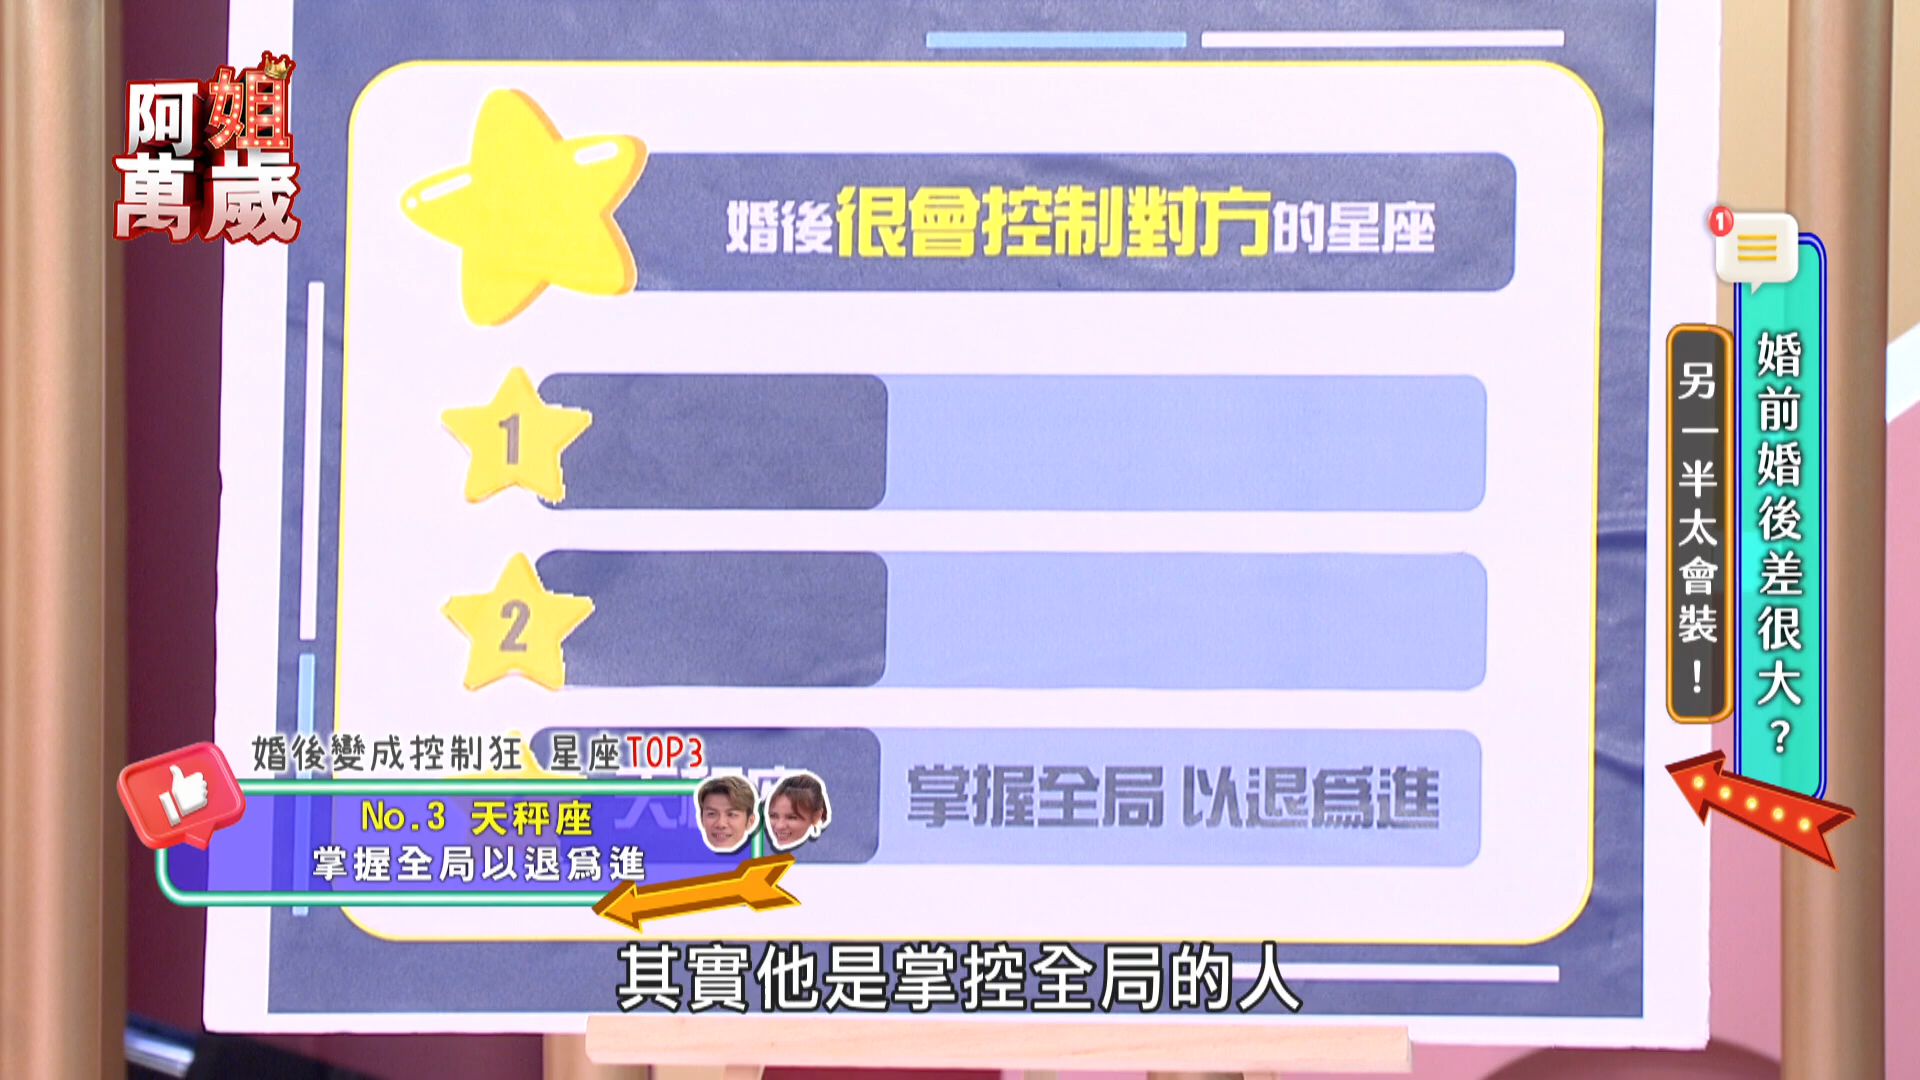 阿姐
萬歲
婚後很會控制對方的星座
1
2
掌握全局 以退為進
婚後變成控制狂 星座TOP3
No.3 天秤座
掌握全局以退為進
其實他是掌控全局的人
1
婚前婚後差很大?
另一半太會裝!